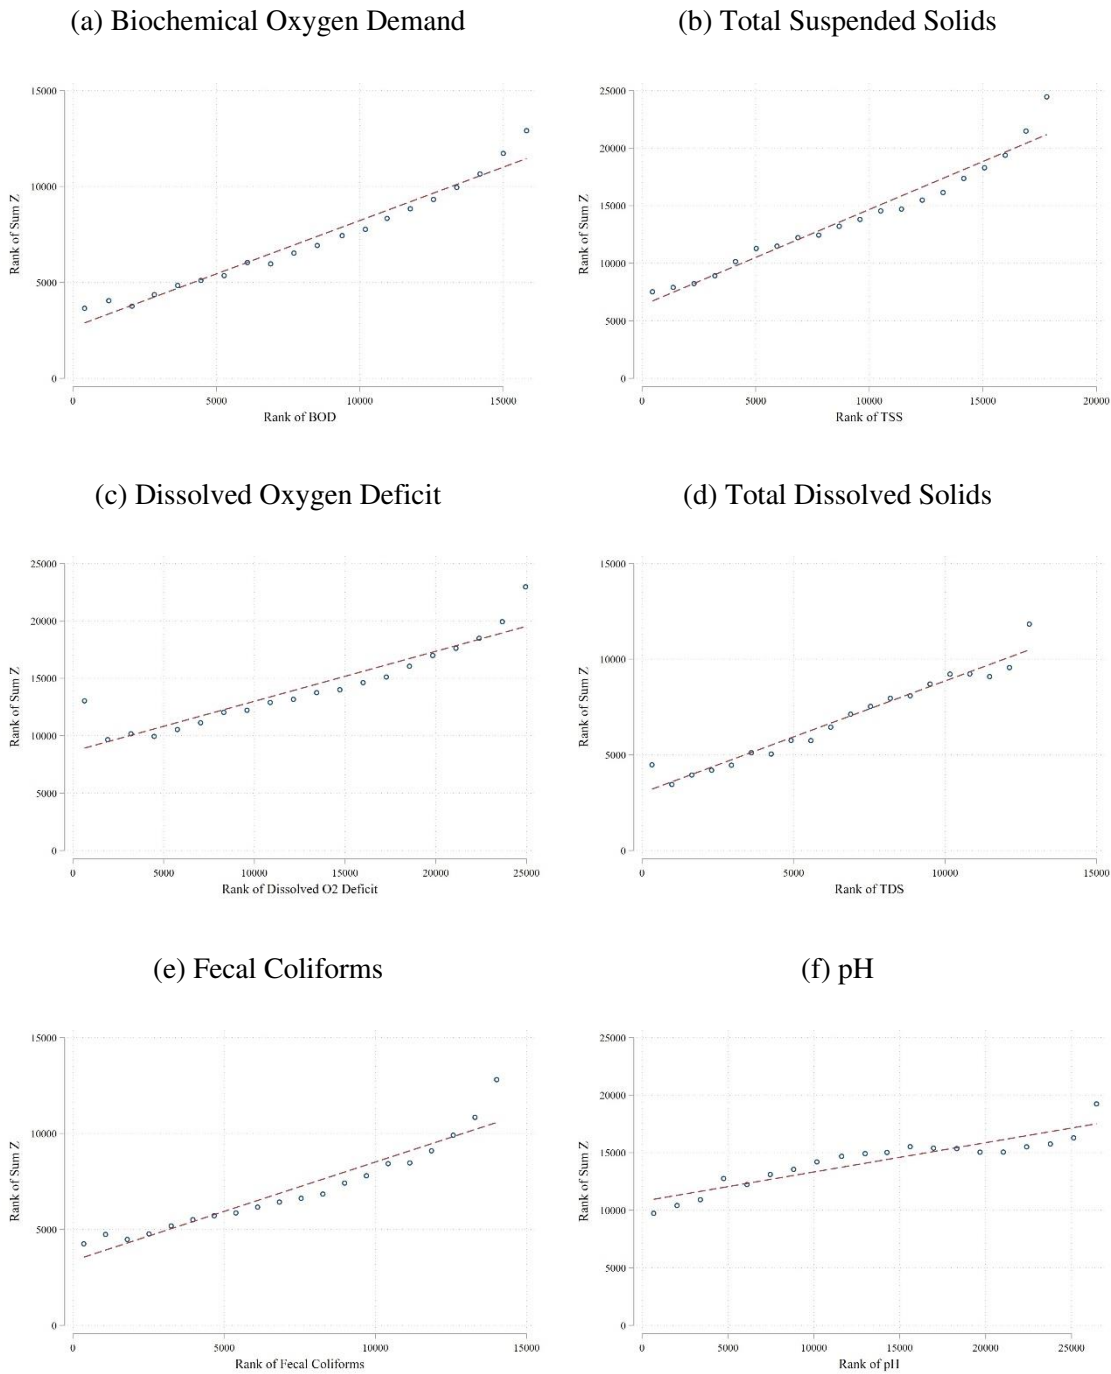 (a) Biochemical Oxygen Demand
(b) Total Suspended Solids
15000
10000
5000
0
Rank of Sum Z
0 5000 10000 15000
Rank of BOD
25000
20000
15000
10000
5000
0
Rank of Sum Z
0 5000 10000 15000 20000
Rank of TSS
(c) Dissolved Oxygen Deficit
(d) Total Dissolved Solids
25000
20000
15000
10000
5000
0
Rank of Sum Z
0 5000 10000 15000 20000 25000
Rank of Dissolved O2 Deficit
15000
10000
5000
0
Rank of Sum Z
0 5000 10000 15000
Rank of TDS
(e) Fecal Coliforms
(f) pH
15000
10000
5000
0
Rank of Sum Z
0 5000 10000 15000
Rank of Fecal Coliforms
25000
20000
15000
10000
5000
0
Rank of Sum Z
0 5000 10000 15000 20000 25000
Rank of pH